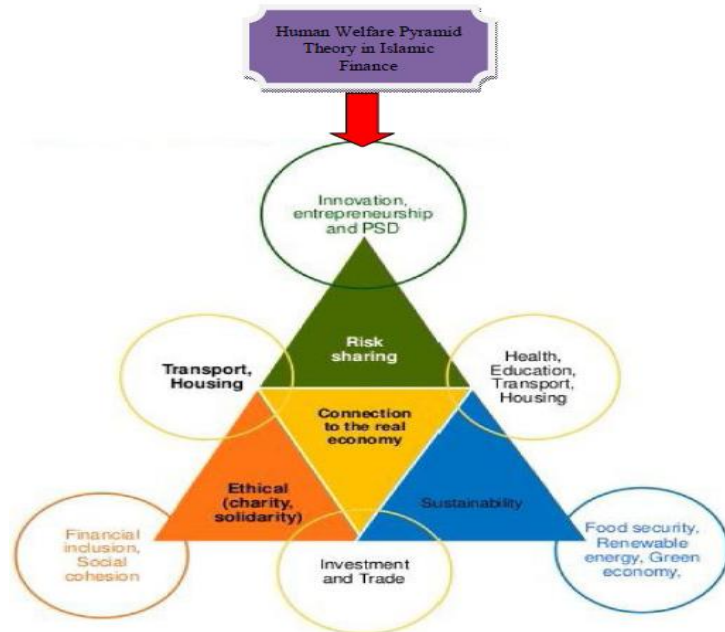 Human Welfare Pyramid
Theory in Islamic
Finance
Innovation,
entrepreneurship
and PSD
Risk
sharing
Transport,
Housing
Health,
Education,
Transport,
Housing
Connection
to the real
economy
Ethical
(charity,
solidarity)
Sustainability
Financial
inclusion,
Social
cohesion
Investment
and Trade
Food security,
Renewable
energy, Green
economy,